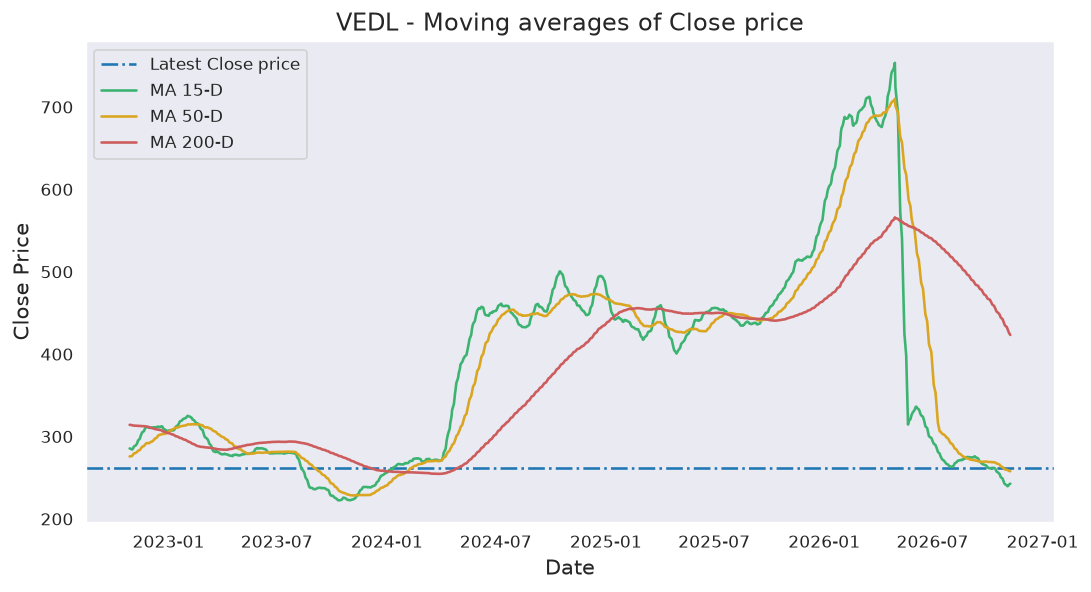 VEDL - Moving averages of Close price
Latest Close price
MA 15-D
MA 50-D
MA 200-D
Close Price
700
600
500
400
300
200
2023-01
2023-07
2024-01
2024-07
2025-01
2025-07
2026-01
2026-07
2027-01
Date